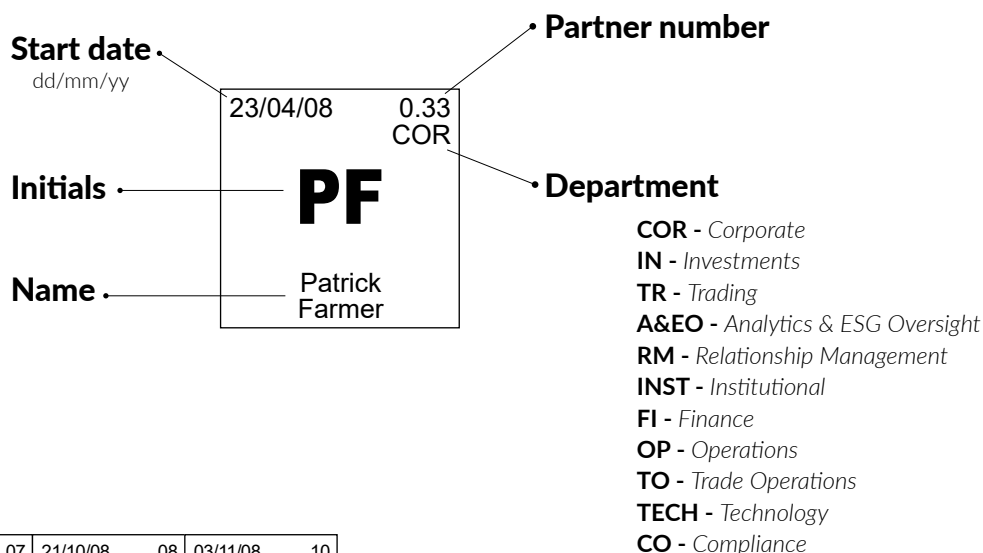 Start date
dd/mm/yy
Partner number
23/04/08 0.33
COR
Initials
PF
Department
COR - Corporate
IN - Investments
TR - Trading
A&EO - Analytics & ESG Oversight
RM - Relationship Management
INST - Institutional
FI - Finance
OP - Operations
TO - Trade Operations
TECH - Technology
CO - Compliance
Name
Patrick
Farmer
07 21/10/08 08 03/11/08 10